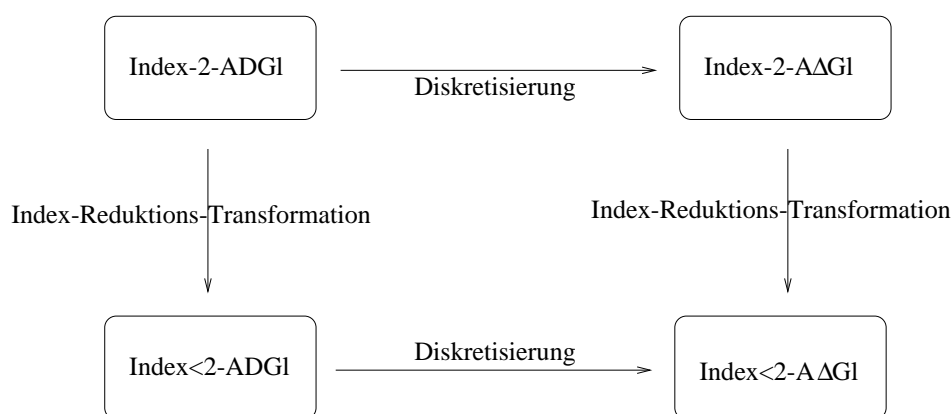 Index-2-ADGl
Index-2-AΔGl
Diskretisierung
Index-Reduktions-Transformation
Index-Reduktions-Transformation
Diskretisierung
Index<2-ADGl
Index<2-AΔGl